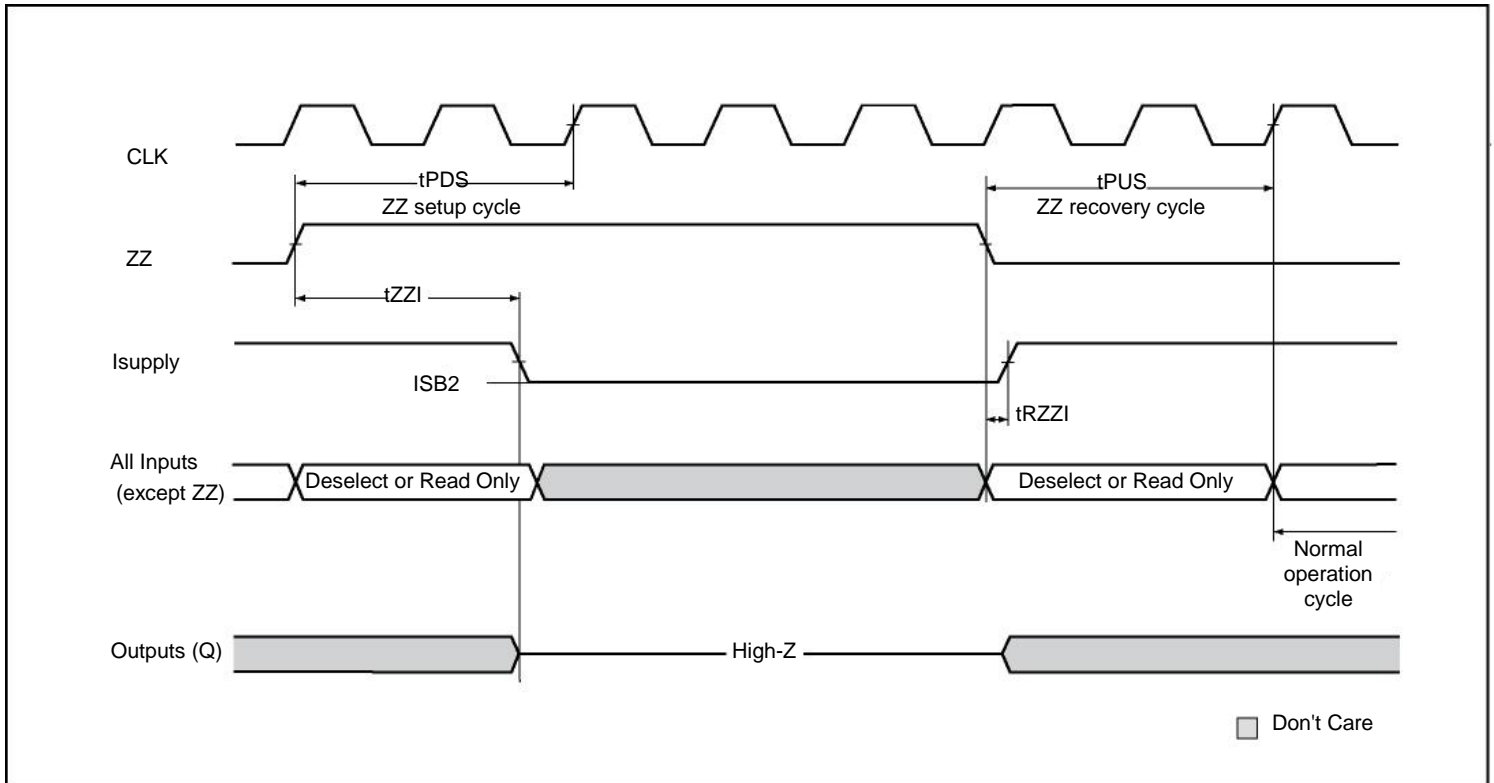 CLK
tPDS
ZZ setup cycle
tPUS
ZZ recovery cycle
ZZ
tZZI
Isupply
ISB2
tRZZI
All Inputs
(except ZZ)
Deselect or Read Only
Deselect or Read Only
Normal
operation
cycle
Outputs (Q)
High-Z
Don't Care